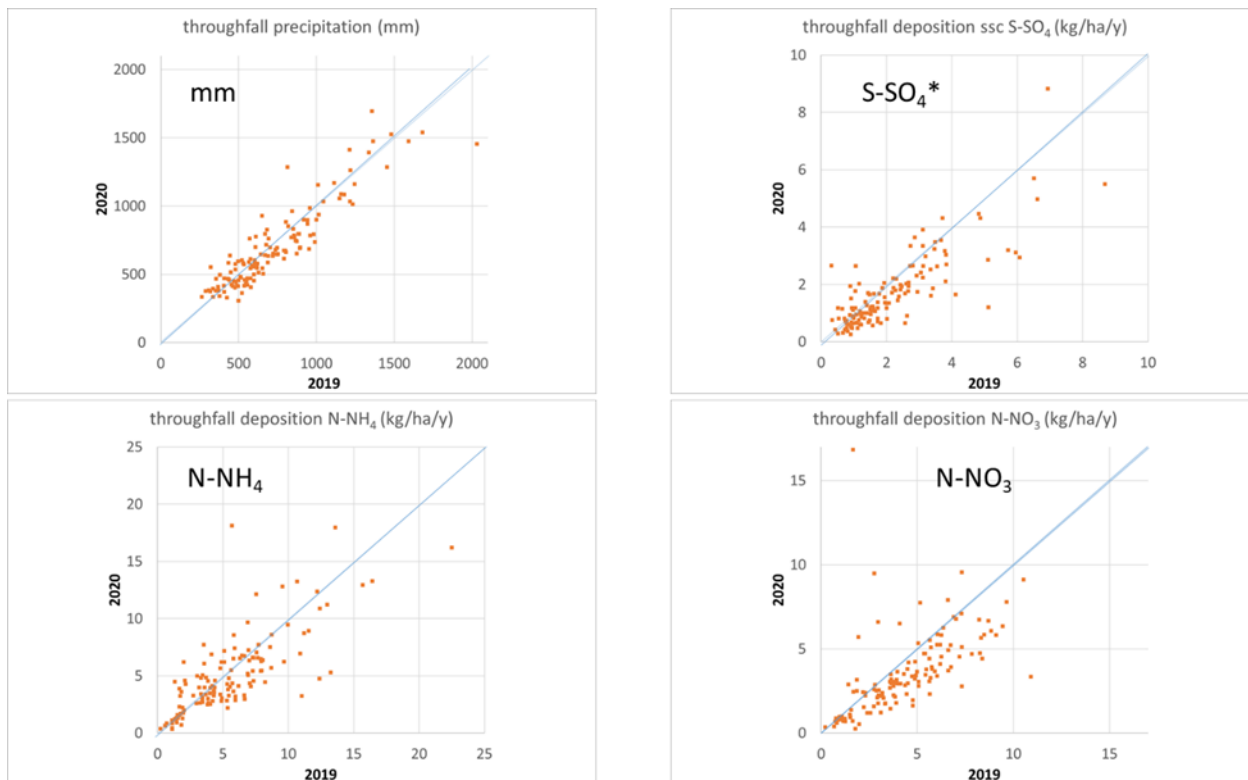 throughfall precipitation (mm)
2000
mm
1500
2020
1000
500
0
0 500 1000 1500 2000
2019
throughfall deposition ssc S-SO₄ (kg/ha/y)
10
S-SO₄*
8
6
2020
4
2
0
0 2 4 6 8 10
2019
throughfall deposition N-NH₄ (kg/ha/y)
25
N-NH₄
20
15
2020
10
5
0
0 5 10 15 20 25
2019
throughfall deposition N-NO₃ (kg/ha/y)
N-NO₃
15
10
2020
5
0
0 5 10 15
2019